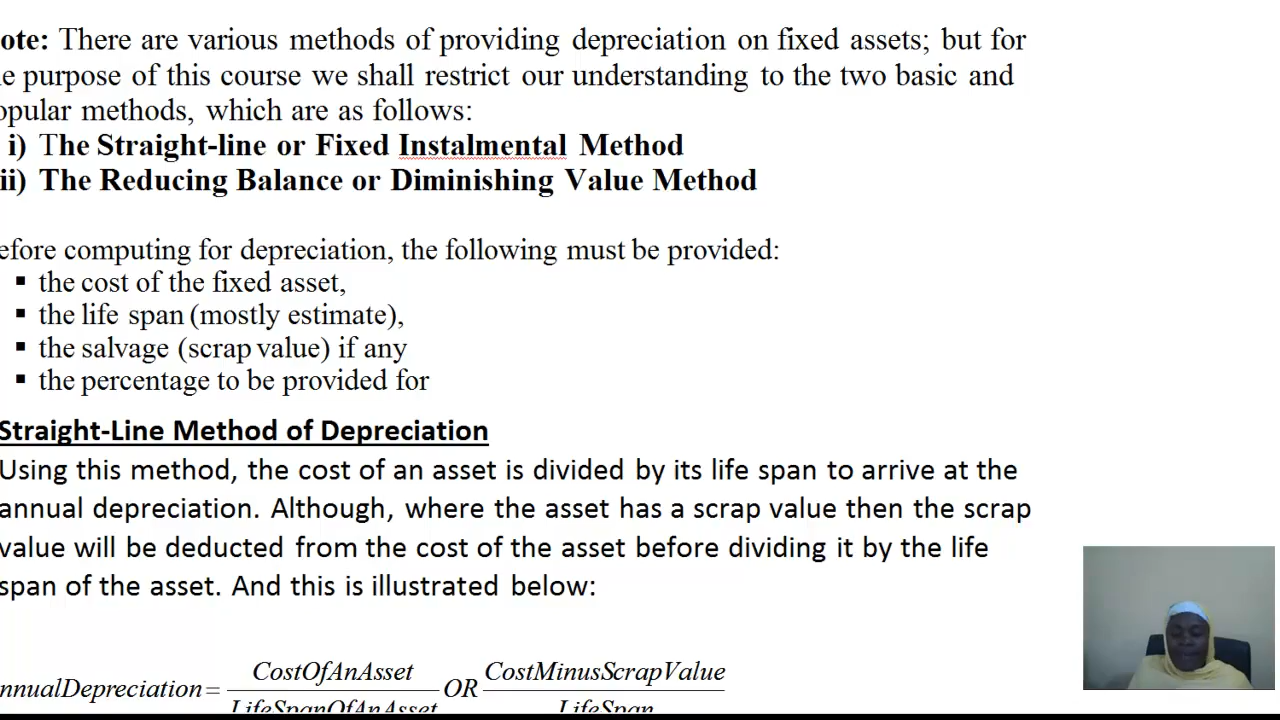 ote: There are various methods of providing depreciation on fixed assets; but for
e purpose of this course we shall restrict our understanding to the two basic and
opular methods, which are as follows:
i) The Straight-line or Fixed Instalmental Method
ii) The Reducing Balance or Diminishing Value Method
efore computing for depreciation, the following must be provided:
▪ the cost of the fixed asset,
▪ the life span (mostly estimate),
▪ the salvage (scrap value) if any
▪ the percentage to be provided for
Straight-Line Method of Depreciation
Using this method, the cost of an asset is divided by its life span to arrive at the
annual depreciation. Although, where the asset has a scrap value then the scrap
value will be deducted from the cost of the asset before dividing it by the life
span of the asset. And this is illustrated below:
CostOfAnAsset CostMinusScrapValue
nnualDepreciation = OR
LifeSpanOfAnAsset LifeSpan